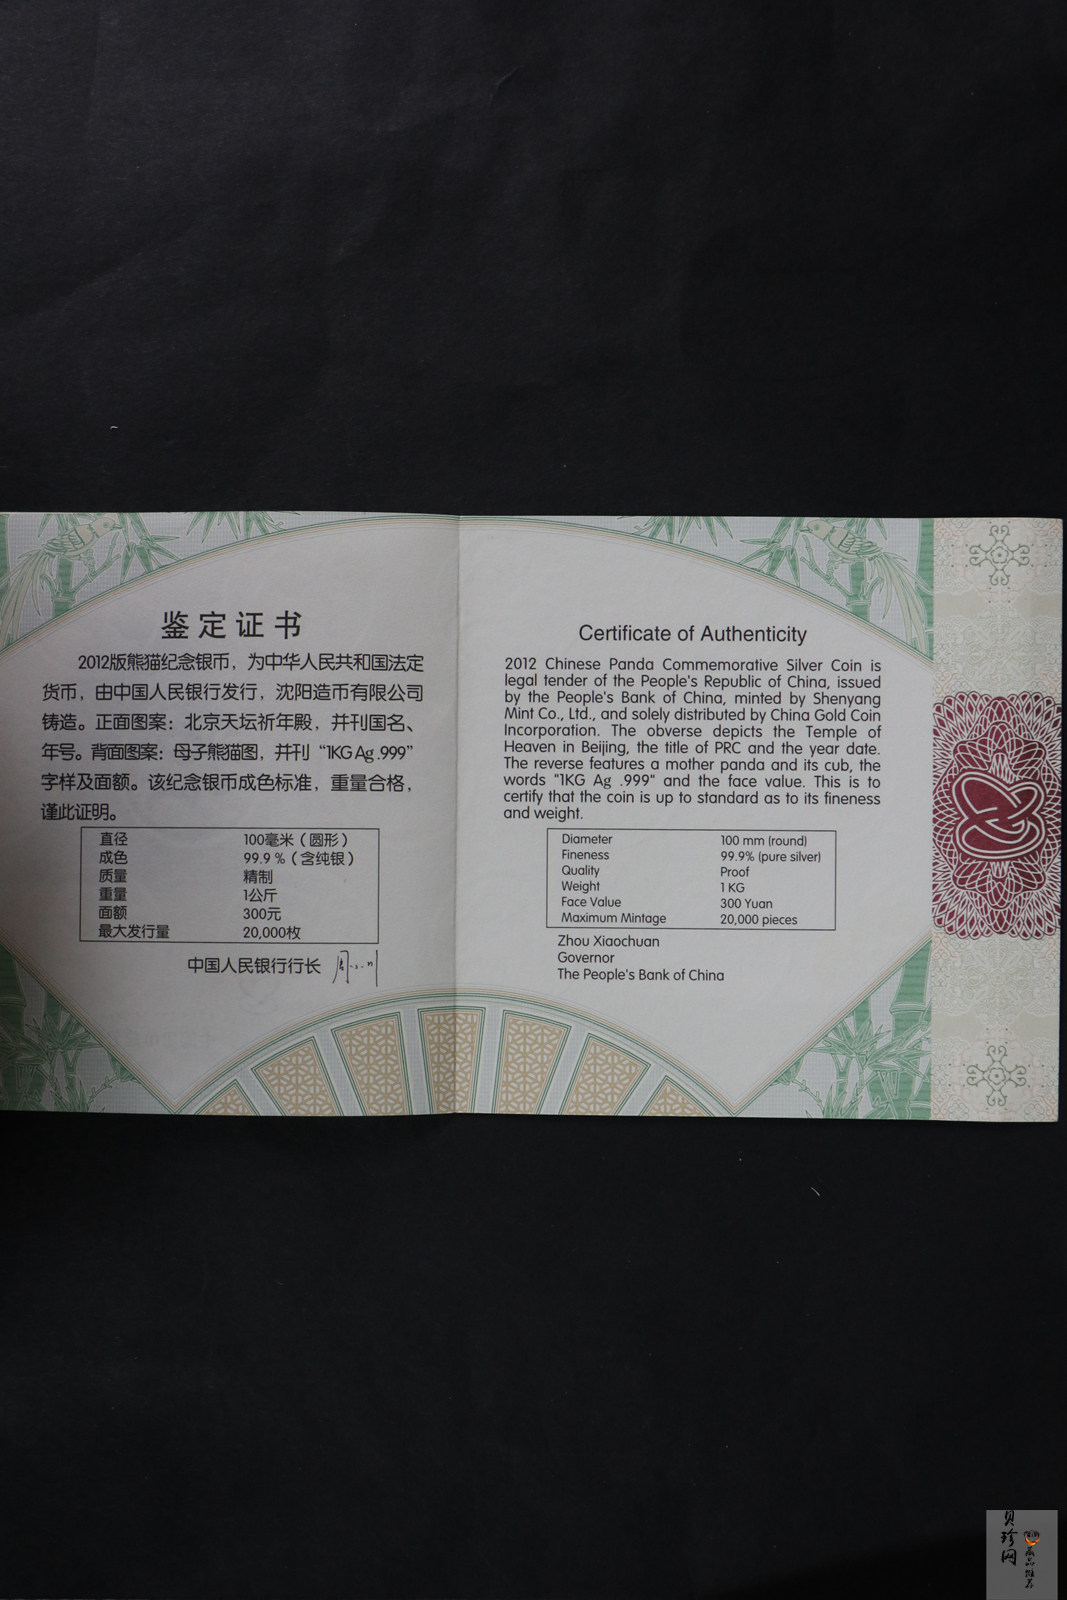 鉴定证书
2012版熊猫纪念银币，为中华人民共和国法定
货币，由中国人民银行发行，沈阳造币有限公司
铸造。正面图案：北京天坛祈年殿，并刊国名、
年号。背面图案：母子熊猫图，并刊“1KG Ag .999”
字样及面额。该纪念银币成色标准，重量合格，
谨此证明。
直径 100毫米（圆形）
成色 99.9％（含纯银）
质量 精制
重量 1公斤
面额 300元
最大发行量 20,000枚
中国人民银行行长
Certificate of Authenticity
2012 Chinese Panda Commemorative Silver Coin is
legal tender of the People's Republic of China, issued
by the People's Bank of China, minted by Shenyang
Mint Co., Ltd., and solely distributed by China Gold Coin
Incorporation. The obverse depicts the Temple of
Heaven in Beijing, the title of PRC and the year date.
The reverse features a mother panda and its cub, the
words "1KG Ag .999" and the face value. This is to
certify that the coin is up to standard as to its fineness
and weight.
Diameter 100 mm (round)
Fineness 99.9% (pure silver)
Quality Proof
Weight 1 KG
Face Value 300 Yuan
Maximum Mintage 20,000 pieces
Zhou Xiaochuan
Governor
The People's Bank of China
贝珍网